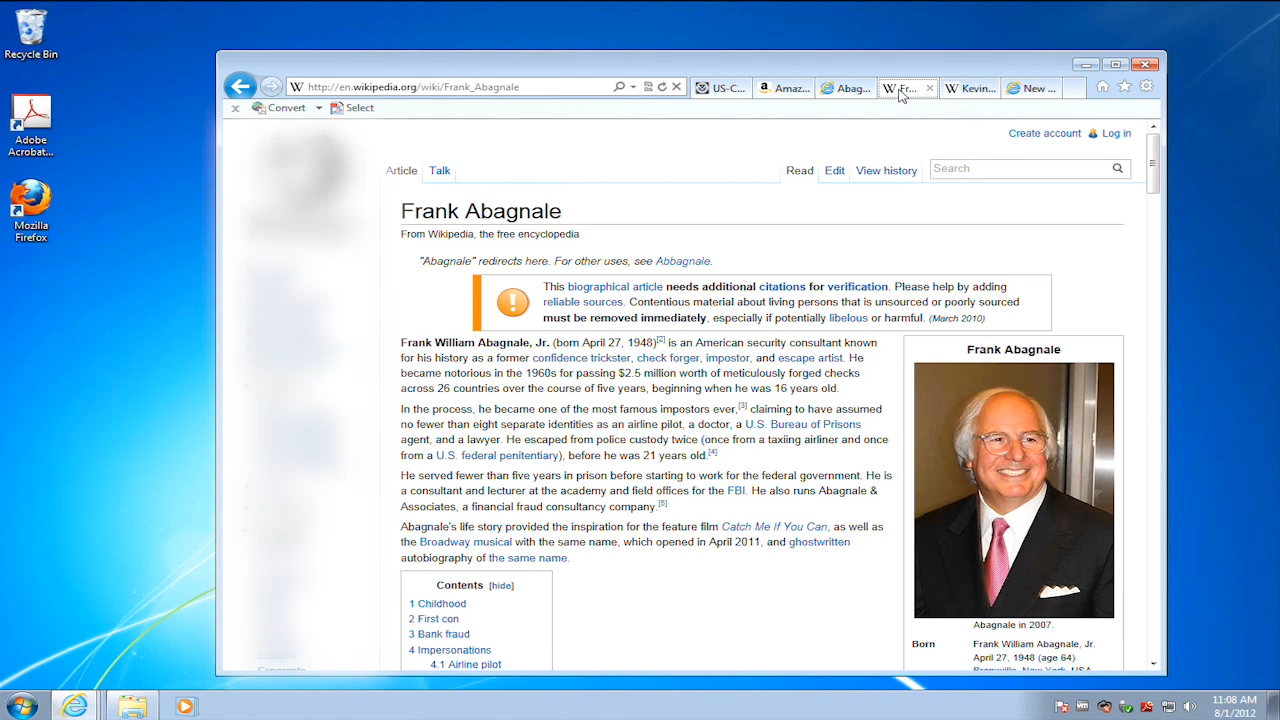 Recycle Bin
Adobe
Acrobat...
Mozilla
Firefox
http://en.wikipedia.org/wiki/Frank_Abagnale
US-C...
Amaz...
Abag...
Fr...
Kevin...
New ...
Convert
Select
Create account
Log in
Article
Talk
Read
Edit
View history
Search
Frank Abagnale
From Wikipedia, the free encyclopedia
"Abagnale" redirects here. For other uses, see Abbagnale.
This biographical article needs additional citations for verification. Please help by adding
reliable sources. Contentious material about living persons that is unsourced or poorly sourced
must be removed immediately, especially if potentially libelous or harmful. (March 2010)
Frank William Abagnale, Jr. (born April 27, 1948)[2] is an American security consultant known
for his history as a former confidence trickster, check forger, impostor, and escape artist. He
became notorious in the 1960s for passing $2.5 million worth of meticulously forged checks
across 26 countries over the course of five years, beginning when he was 16 years old.
In the process, he became one of the most famous impostors ever,[3] claiming to have assumed
no fewer than eight separate identities as an airline pilot, a doctor, a U.S. Bureau of Prisons
agent, and a lawyer. He escaped from police custody twice (once from a taxiing airliner and once
from a U.S. federal penitentiary), before he was 21 years old.[4]
He served fewer than five years in prison before starting to work for the federal government. He is
a consultant and lecturer at the academy and field offices for the FBI. He also runs Abagnale &
Associates, a financial fraud consultancy company.[5]
Abagnale's life story provided the inspiration for the feature film Catch Me If You Can, as well as
the Broadway musical with the same name, which opened in April 2011, and ghostwritten
autobiography of the same name.
Contents [hide]
1 Childhood
2 First con
3 Bank fraud
4 Impersonations
4.1 Airline pilot
Frank Abagnale
Abagnale in 2007.
Born
Frank William Abagnale, Jr.
April 27, 1948 (age 64)
Bronxville, New York, USA
11:08 AM
8/1/2012